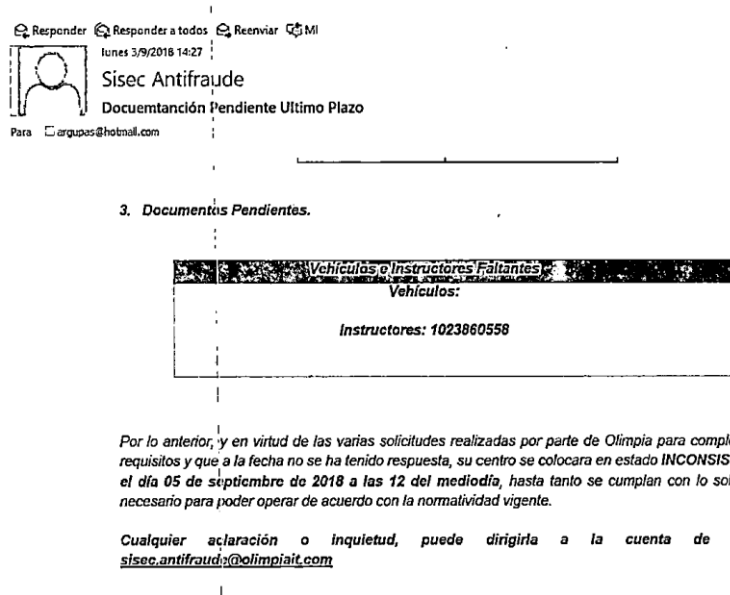 Responder Responder a todos Reenviar MI
lunes 3/9/2018 14:27
Sisec Antifraude
Docuemtanción Pendiente Ultimo Plazo
Para argupas@hotmail.com
3. Documentos Pendientes.
Vehículos e Instructores Faltantes
Vehículos:
Instructores: 1023860558
Por lo anterior, y en virtud de las varias solicitudes realizadas por parte de Olimpia para comple
requisitos y que a la fecha no se ha tenido respuesta, su centro se colocara en estado INCONSIS
el día 05 de septiembre de 2018 a las 12 del mediodía, hasta tanto se cumplan con lo sol
necesario para poder operar de acuerdo con la normatividad vigente.
Cualquier aclaración o inquietud, puede dirigirla a la cuenta de
sisec.antifraude@olimpiait.com